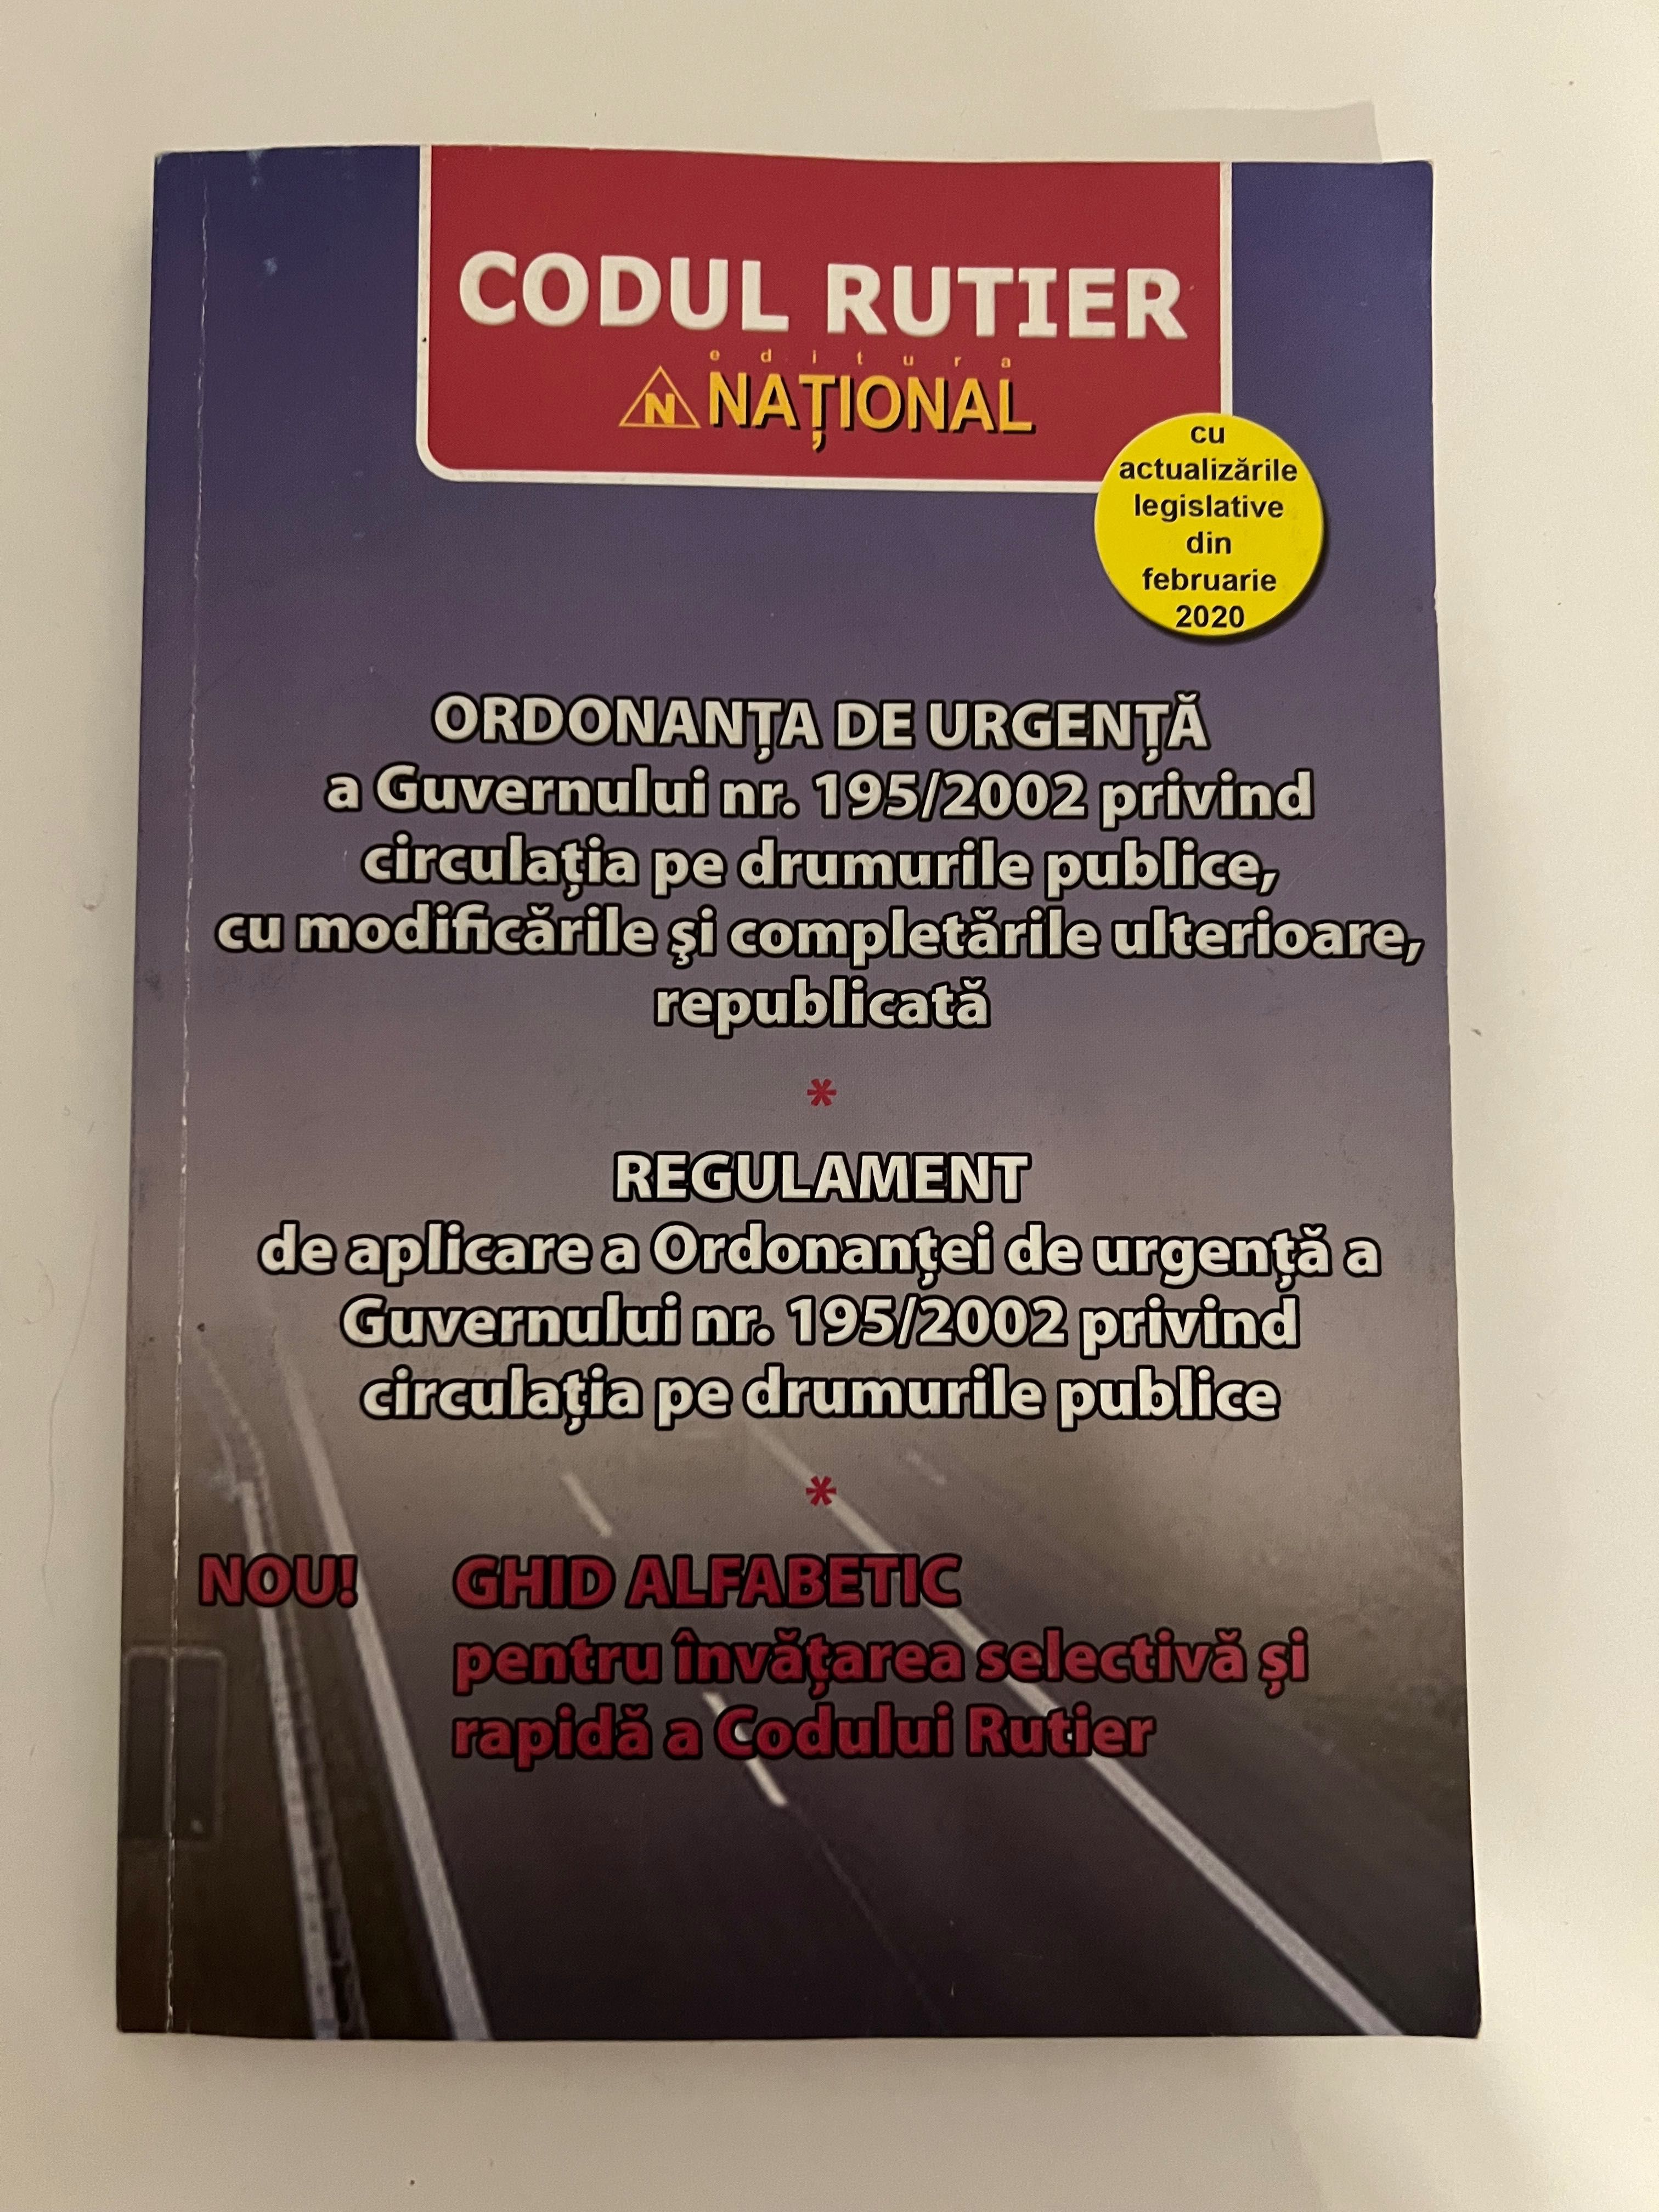 CODUL RUTIER
editura
N NAȚIONAL
cu
actualizările
legislative
din
februarie
2020
ORDONANȚA DE URGENȚĂ
a Guvernului nr. 195/2002 privind
circulația pe drumurile publice,
cu modificările şi completările ulterioare,
republicată
*
REGULAMENT
de aplicare a Ordonanței de urgență a
Guvernului nr. 195/2002 privind
circulația pe drumurile publice
*
NOU! GHID ALFABETIC
pentru învățarea selectivă și
rapidă a Codului Rutier